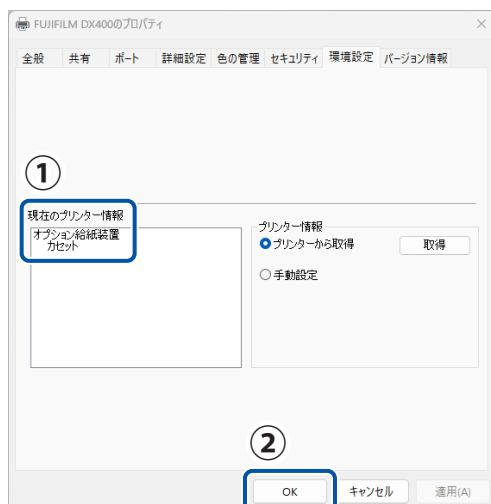 FUJIFILM DX400のプロパティ
全般 共有 ポート 詳細設定 色の管理 セキュリティ 環境設定 バージョン情報
①
現在のプリンター情報
オプション給紙装置
カセット
プリンター情報
プリンターから取得 取得
手動設定
②
OK キャンセル 適用(A)